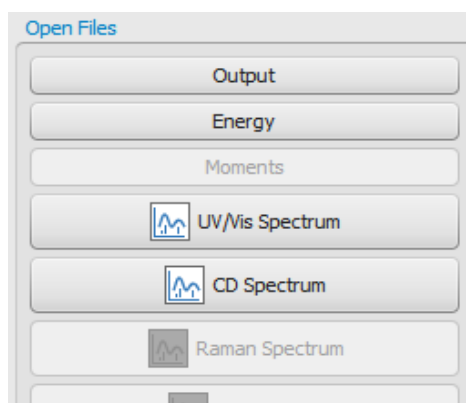 Open Files
Output
Energy
Moments
UV/Vis Spectrum
CD Spectrum
Raman Spectrum